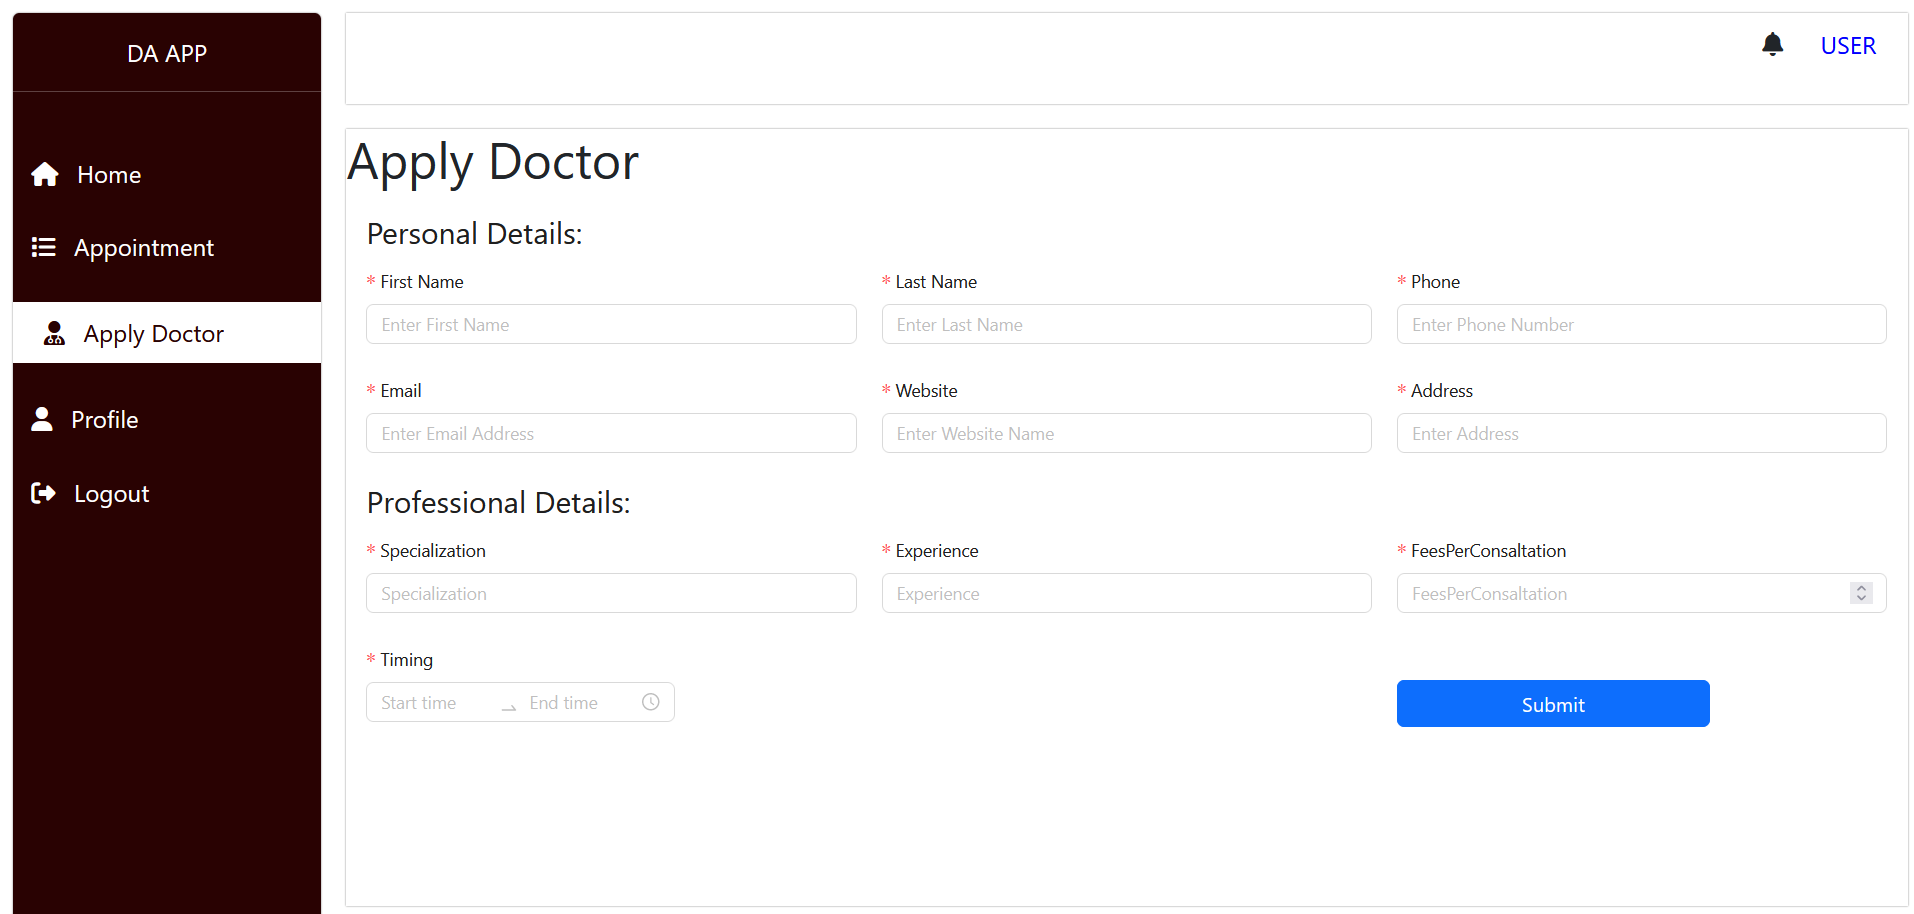 DA APP
Home
Appointment
Apply Doctor
Profile
Logout
USER
Apply Doctor
Personal Details:
* First Name * Last Name * Phone
Enter First Name Enter Last Name Enter Phone Number
* Email * Website * Address
Enter Email Address Enter Website Name Enter Address
Professional Details:
* Specialization * Experience * FeesPerConsaltation
Specialization Experience FeesPerConsaltation
* Timing
Start time End time
Submit